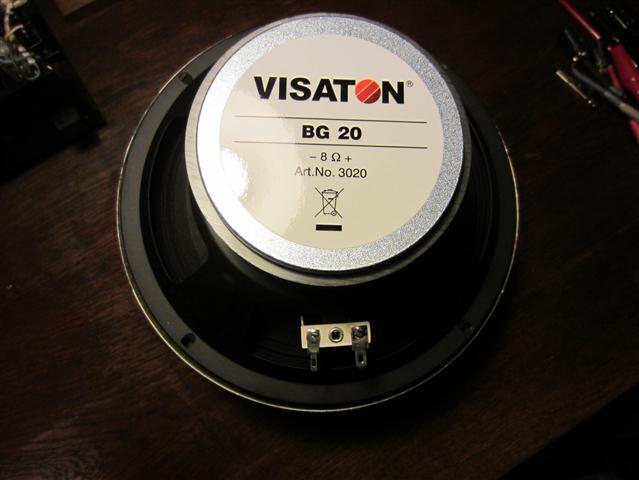 VISATON®
BG 20
– 8 Ω +
Art.No. 3020